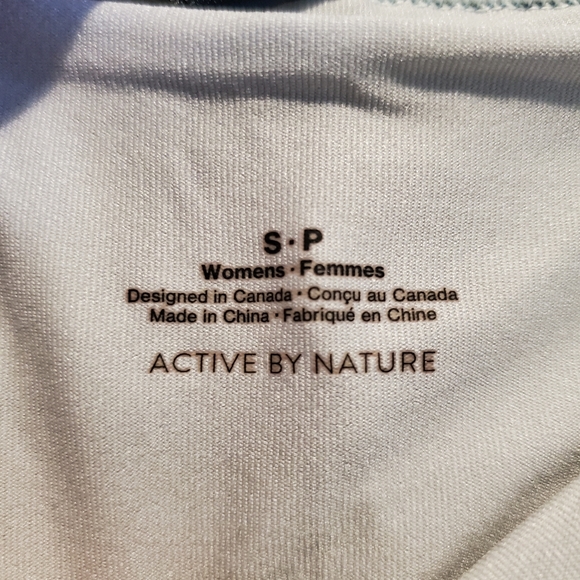 S · P
Womens · Femmes
Designed in Canada · Conçu au Canada
Made in China · Fabriqué en Chine
ACTIVE BY NATURE